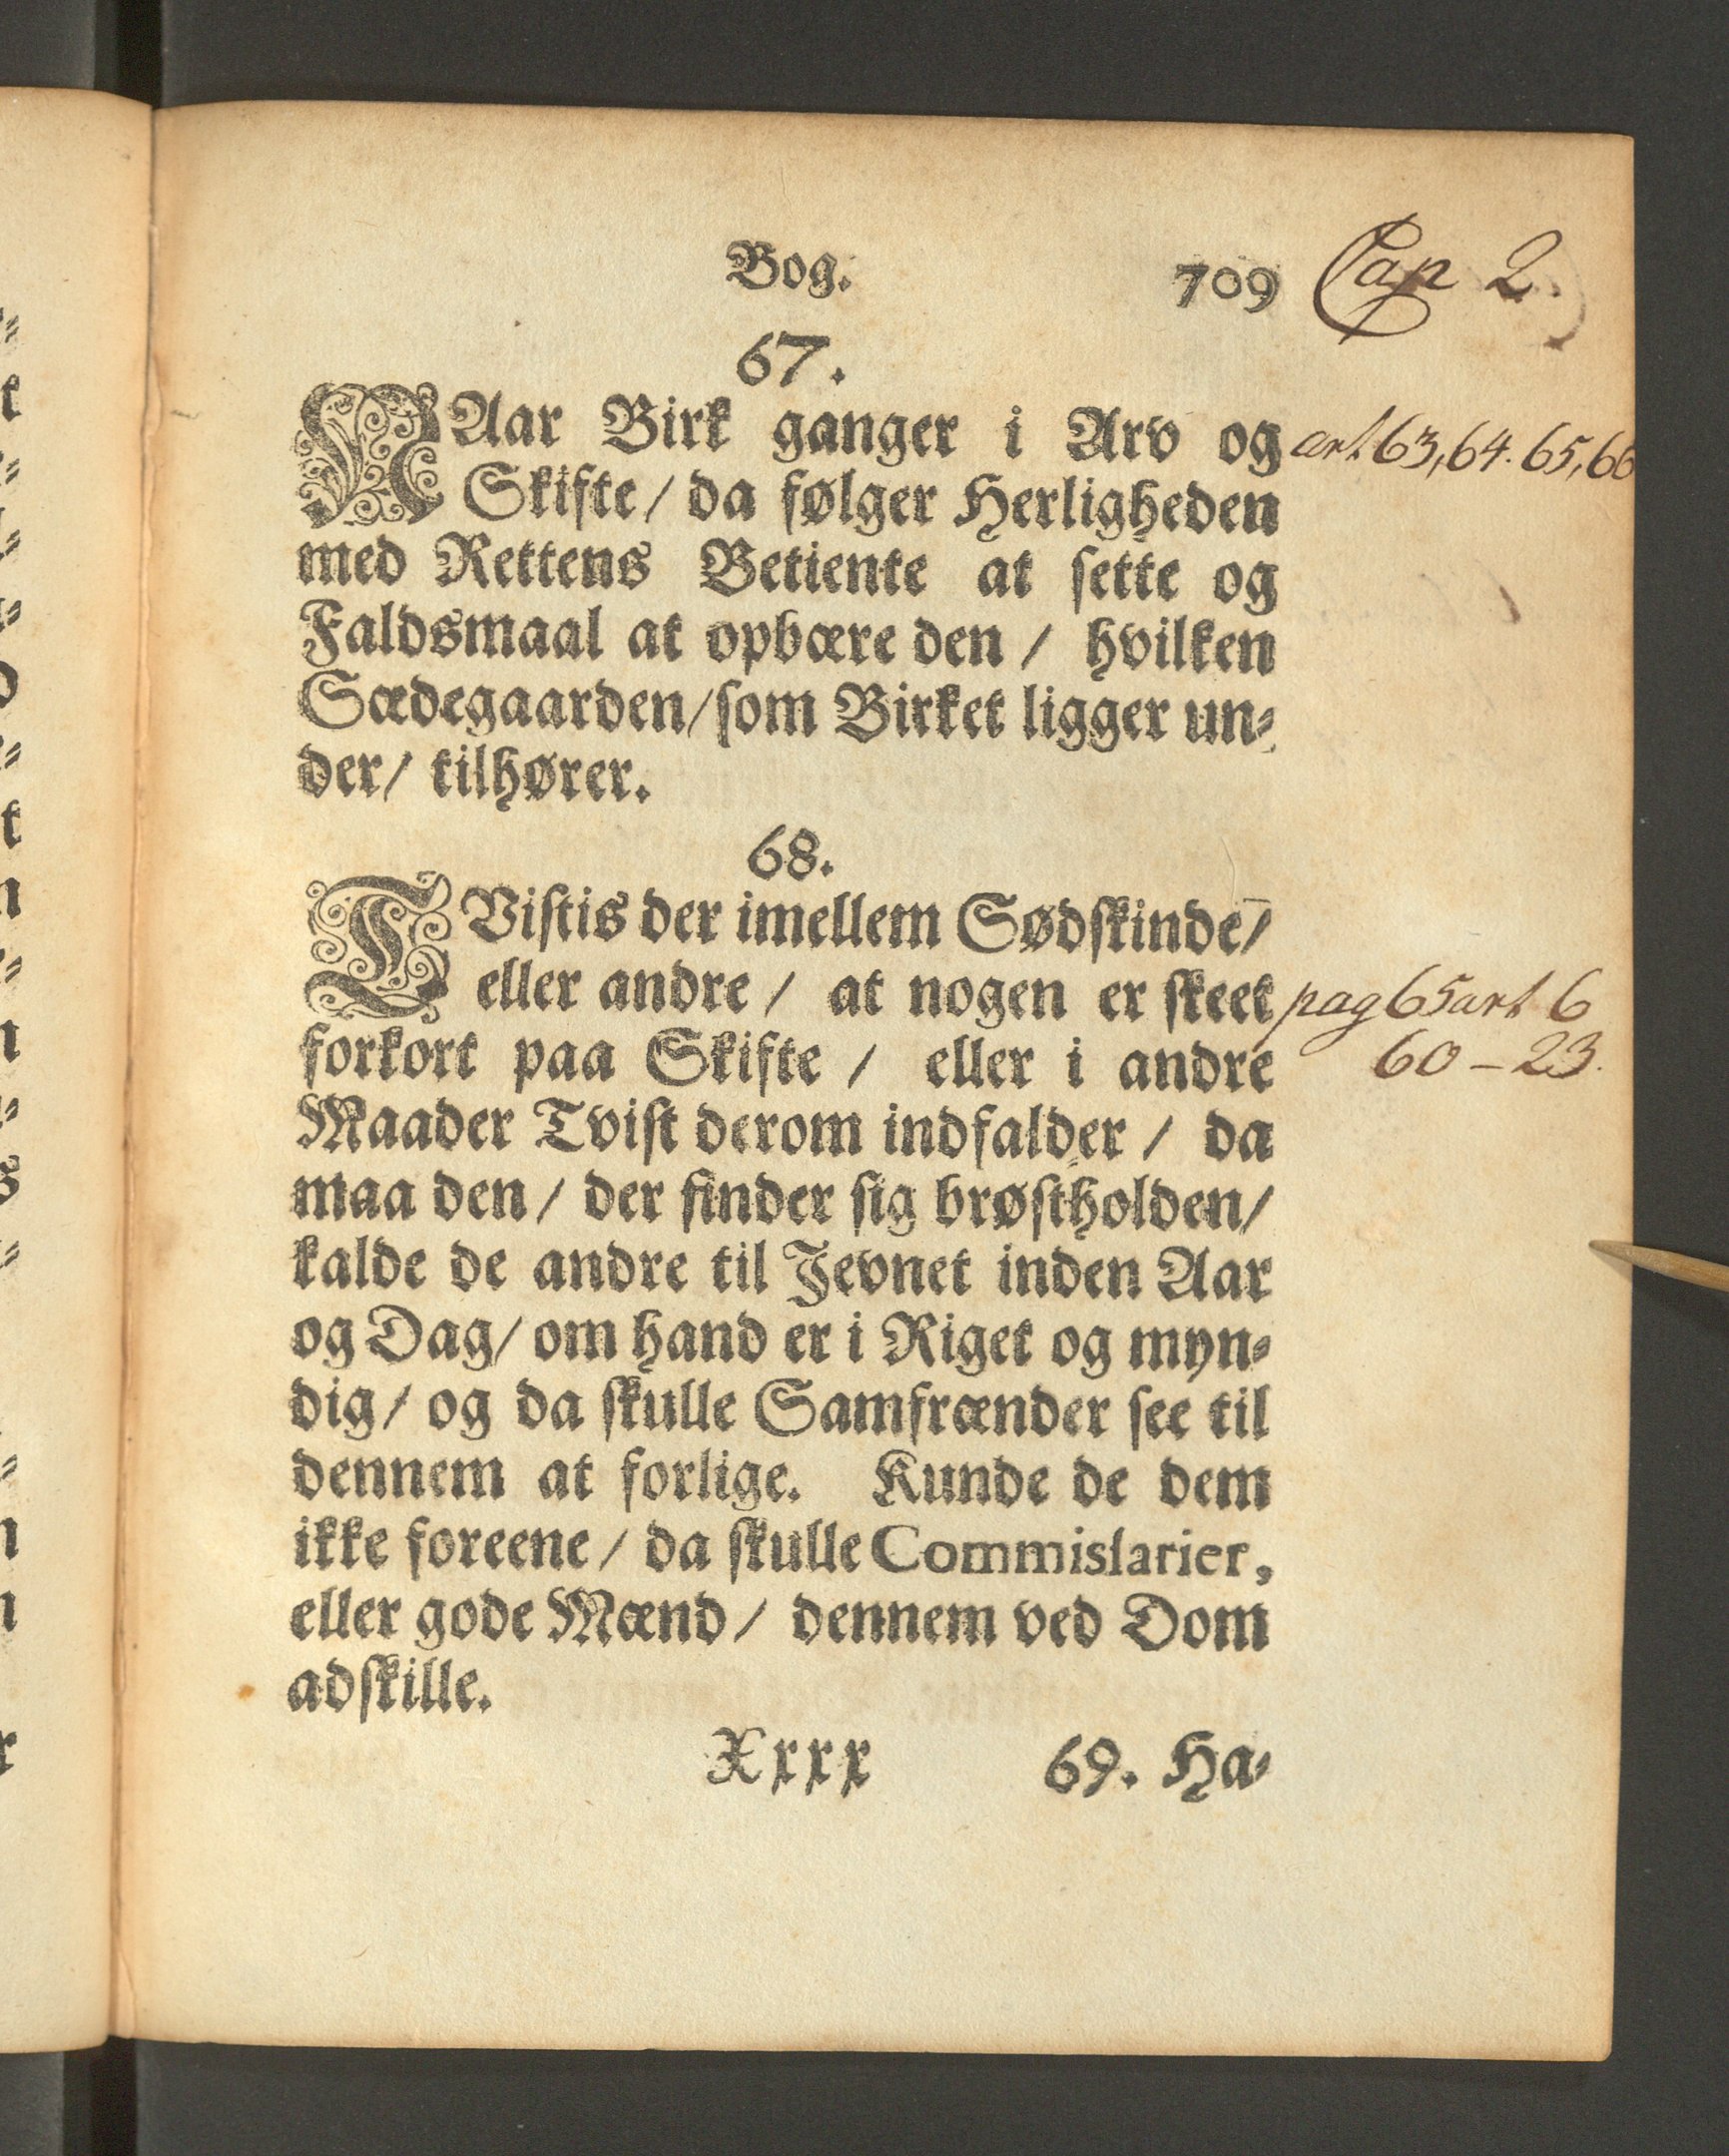 Bog. 709 Cap 2.
67.
NAar Birk ganger i Arv og art 63, 64. 65, 66
Skifte / da følger Herligheden
med Rettens Betiente at sette og
Faldsmaal at opbære den / hvilken
Sædegaarden / som Birket ligger un-
der / tilhører.
68.
TVistis der imellem Sødskinde /
eller andre / at nogen er skeet pag 65 art 6
forkort paa Skifte / eller i andre 60 – 23.
Maader Tvist derom indfalder / da
maa den / der finder sig brøstholden /
kalde de andre til Jevnet inden Aar
og Dag / om hand er i Riget og myn-
dig / og da skulle Samfrænder see til
dennem at forlige. Kunde de dem
ikke foreene / da skulle Commissarier,
eller gode Mænd / dennem ved Dom
adskille.
Xxxx 69. Ha-